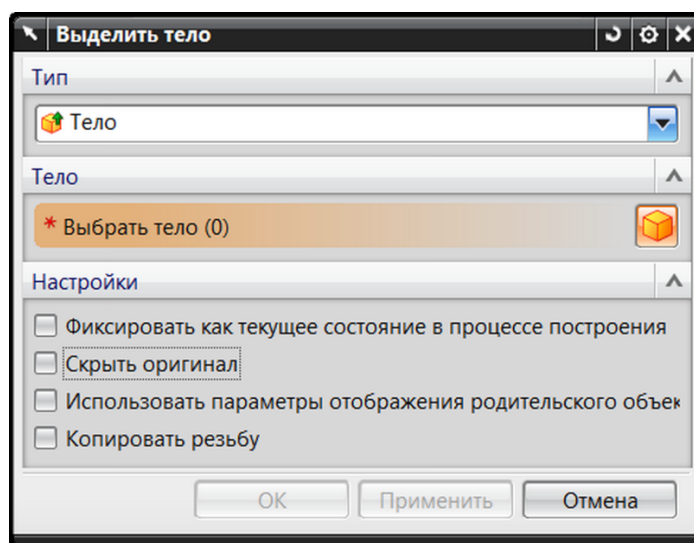 Выделить тело
Тип
Тело
Тело
* Выбрать тело (0)
Настройки
Фиксировать как текущее состояние в процессе построения
Скрыть оригинал
Использовать параметры отображения родительского объек
Копировать резьбу
ОК Применить Отмена